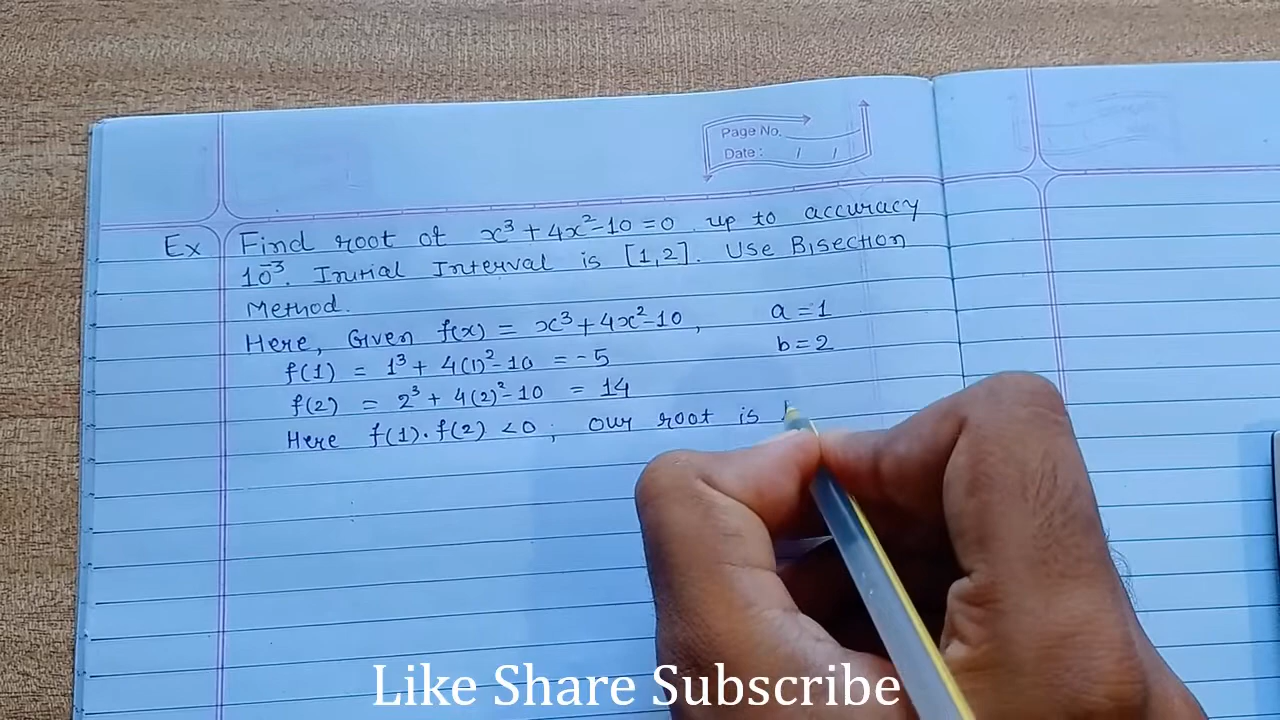 Page No.
Date : / /
Ex Find root of x³ + 4x² - 10 = 0 up to accuracy
10³. Initial Interval is [1,2]. Use Bisection
Method.
Here, Given f(x) = x³ + 4x² - 10, a = 1
f(1) = 1³ + 4(1)² - 10 = -5 b = 2
f(2) = 2³ + 4(2)² - 10 = 14
Here f(1). f(2) < 0 ; our root is
Like Share Subscribe